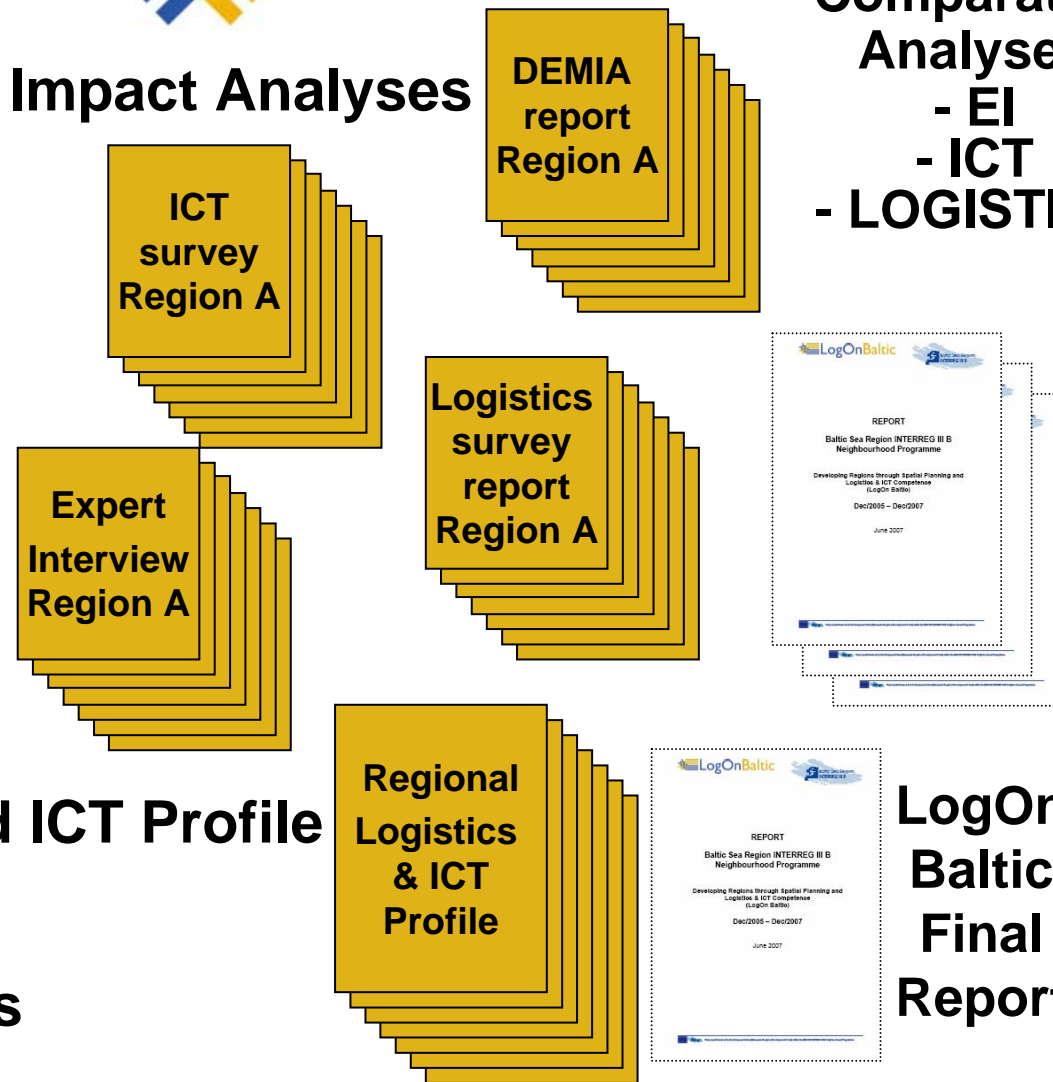 Comparat
Analyse
- EI
- ICT
- LOGISTI
Impact Analyses
DEMIA
report
Region A
ICT
survey
Region A
Logistics
survey
report
Region A
Expert
Interview
Region A
LogOnBaltic
REPORT
Baltic Sea Region INTERREG III B
Neighbourhood Programme
Developing Regions through Spatial Planning and
Logistics & ICT Competence
(LogOn Baltic)
Dec/2005 – Dec/2007
June 2007
d ICT Profile
Regional
Logistics
& ICT
Profile
s
LogOnBaltic
REPORT
Baltic Sea Region INTERREG III B
Neighbourhood Programme
Developing Regions through Spatial Planning and
Logistics & ICT Competence
(LogOn Baltic)
Dec/2005 – Dec/2007
June 2007
LogOn
Baltic
Final
Report